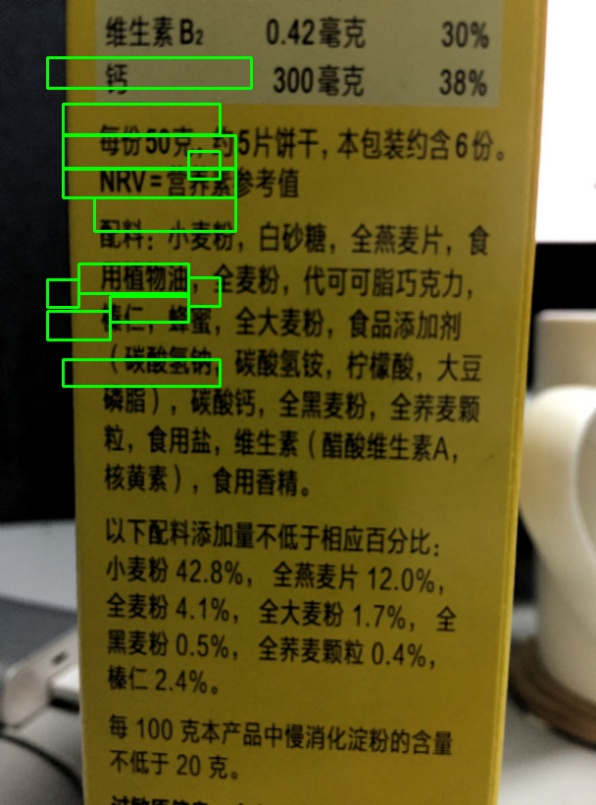 维生素B₂ 0.42毫克 30%
钙 300毫克 38%
每份50克，约5片饼干，本包装约含6份。
NRV=营养素参考值
配料：小麦粉，白砂糖，全燕麦片，食
用植物油，全麦粉，代可可脂巧克力，
榛仁，蜂蜜，全大麦粉，食品添加剂
（碳酸氢钠，碳酸氢铵，柠檬酸，大豆
磷脂），碳酸钙，全黑麦粉，全荞麦颗
粒，食用盐，维生素（醋酸维生素A，
核黄素），食用香精。
以下配料添加量不低于相应百分比：
小麦粉 42.8%， 全燕麦片 12.0%，
全麦粉 4.1%， 全大麦粉 1.7%， 全
黑麦粉 0.5%， 全荞麦颗粒 0.4%，
榛仁 2.4%。
每 100 克本产品中慢消化淀粉的含量
不低于 20 克。